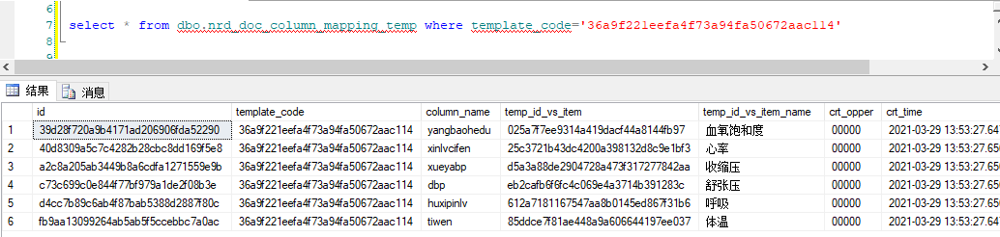 6
7 select * from dbo.nrd_doc_column_mapping_temp where template_code='36a9f221eefa4f73a94fa50672aac114'
8
9
结果 消息
id template_code column_name temp_id_vs_item temp_id_vs_item_name crt_opper crt_time
1 39d28f720a9b4171ad206906fda52290 36a9f221eefa4f73a94fa50672aac114 yangbaohedu 025a7f7ee9314a419dacf44a8144fb97 血氧饱和度 00000 2021-03-29 13:53:27.64
2 40d8309a5c7c4282b28cbc8dd169f5e8 36a9f221eefa4f73a94fa50672aac114 xinlvcifen 25c3721b43dc4200a398132d8c9e1bf3 心率 00000 2021-03-29 13:53:27.65
3 a2c8a205ab3449b8a6cdfa1271559e9b 36a9f221eefa4f73a94fa50672aac114 xueyabp d5a3a88de2904728a473f317277842aa 收缩压 00000 2021-03-29 13:53:27.65
4 c73c699c0e844f77bf979a1de2f08b3e 36a9f221eefa4f73a94fa50672aac114 dbp eb2cafb6f6fc4c069e4a3714b391283c 舒张压 00000 2021-03-29 13:53:27.65
5 d4cc7b89c6ab4f87bab5388d2887f80c 36a9f221eefa4f73a94fa50672aac114 huxipinlv 612a7181167547aa8b0145ed867f31b6 呼吸 00000 2021-03-29 13:53:27.64
6 fb9aa13099264ab5ab5f5ccebbc7a0ac 36a9f221eefa4f73a94fa50672aac114 tiwen 85ddce7f81ae448a9a606644197ee037 体温 00000 2021-03-29 13:53:27.64